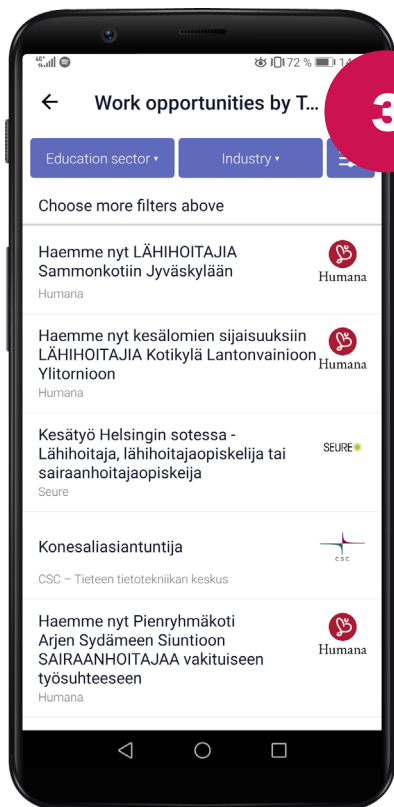 4G+
72 %
Work opportunities by T...
3
Education sector
Industry
Choose more filters above
Haemme nyt LÄHIHOITAJIA
Sammonkotiin Jyväskylään
Humana
Humana
Haemme nyt kesälomien sijaisuuksiin
LÄHIHOITAJIA Kotikylä Lantonvainioon
Ylitornioon
Humana
Humana
Kesätyö Helsingin sotessa -
Lähihoitaja, lähihoitajaopiskelija tai
sairaanhoitajaopiskeija
Seure
SEURE
Konesaliasiantuntija
CSC – Tieteen tietotekniikan keskus
CSC
Haemme nyt Pienryhmäkoti
Arjen Sydämeen Siuntioon
SAIRAANHOITAJAA vakituiseen
työsuhteeseen
Humana
Humana